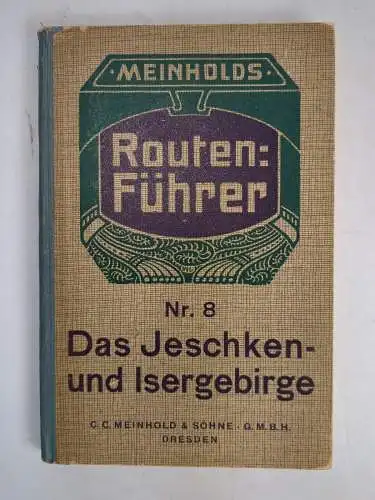 · MEINHOLDS ·
Routen:
Führer
Nr. 8
Das Jeschken-
und Isergebirge
C. C. MEINHOLD & SÖHNE · G. M. B. H.
DRESDEN